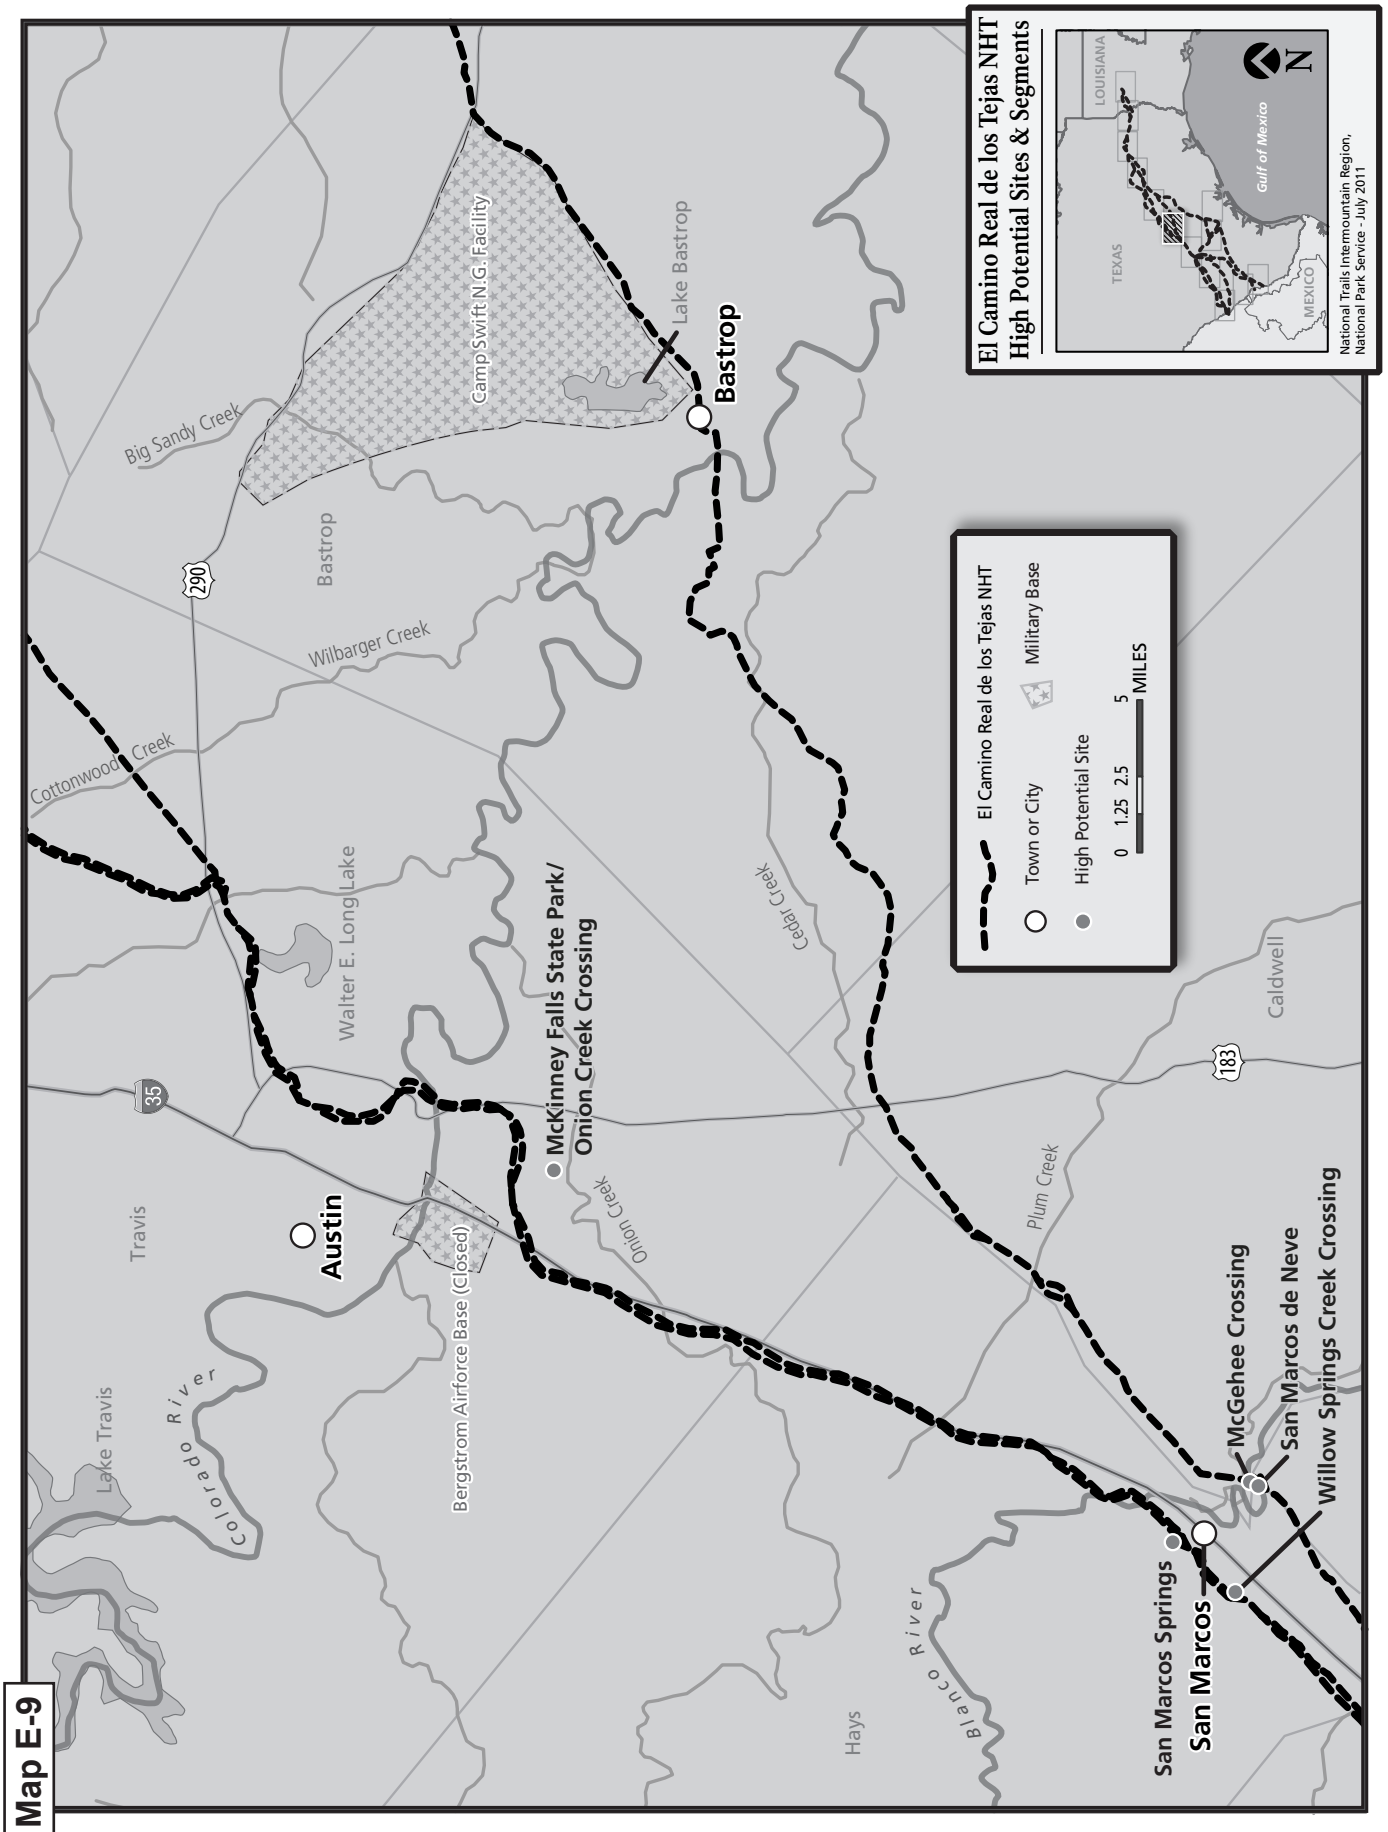 Map E-9
Lake Travis
Colorado River
Travis
Austin
35
Cottonwood Creek
Walter E. Long Lake
290
Wilbarger Creek
Bastrop
Big Sandy Creek
Camp Swift N.G. Facility
Lake Bastrop
Bastrop
Bergstrom Airforce Base (Closed)
Onion Creek
McKinney Falls State Park/
Onion Creek Crossing
Cedar Creek
Hays
Blanco River
Plum Creek
183
Caldwell
San Marcos Springs
San Marcos
McGehee Crossing
San Marcos de Neve
Willow Springs Creek Crossing
El Camino Real de los Tejas NHT
Town or City
Military Base
High Potential Site
0 1.25 2.5 5
MILES
El Camino Real de los Tejas NHT
High Potential Sites & Segments
TEXAS
LOUISIANA
MEXICO
Gulf of Mexico
N
National Trails Intermountain Region,
National Park Service - July 2011